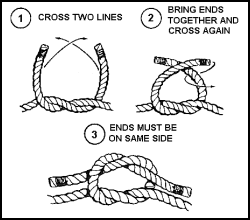 1 CROSS TWO LINES
2 BRING ENDS
TOGETHER AND
CROSS AGAIN
3 ENDS MUST BE
ON SAME SIDE